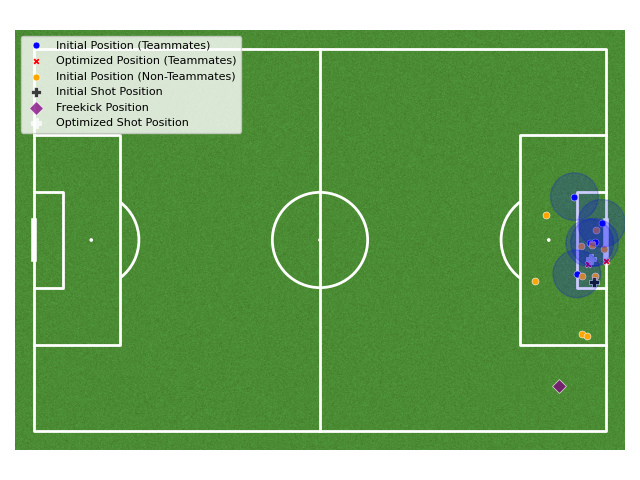 Initial Position (Teammates)
Optimized Position (Teammates)
Initial Position (Non-Teammates)
Initial Shot Position
Freekick Position
Optimized Shot Position